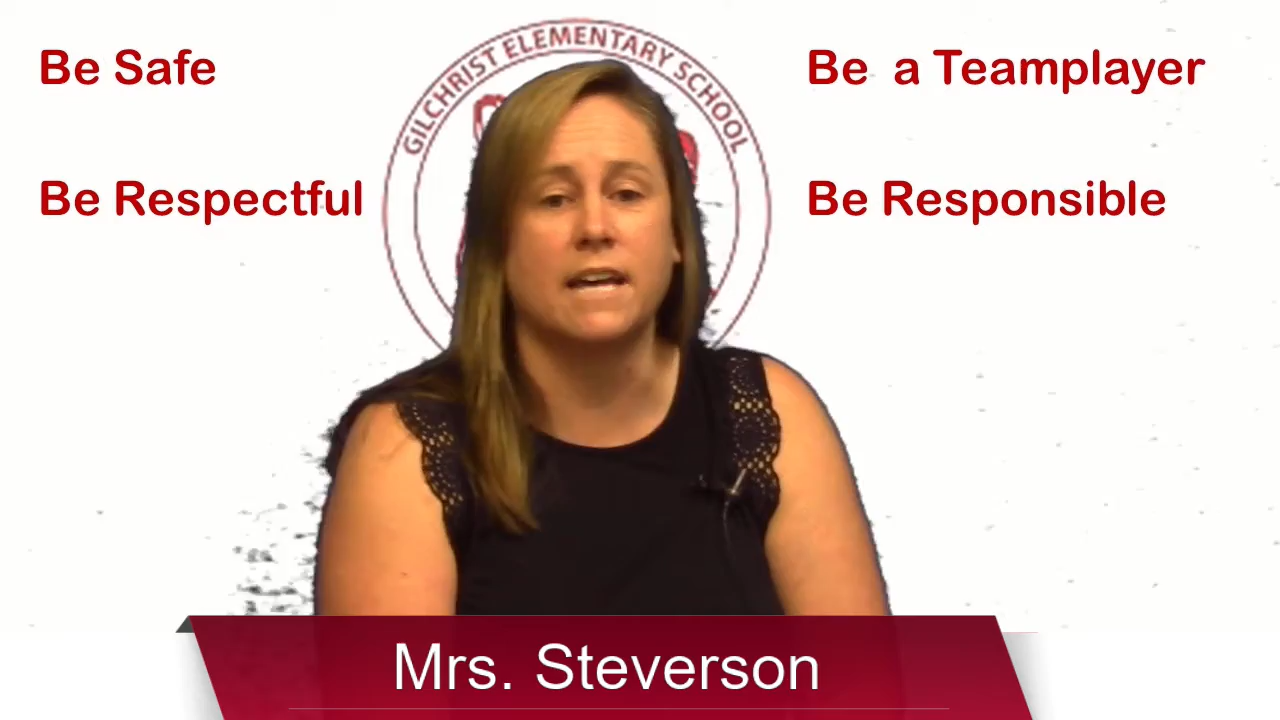 GILCHRIST ELEMENTARY SCHOOL
Be Safe
Be  a Teamplayer
Be Respectful
Be Responsible
Mrs. Steverson